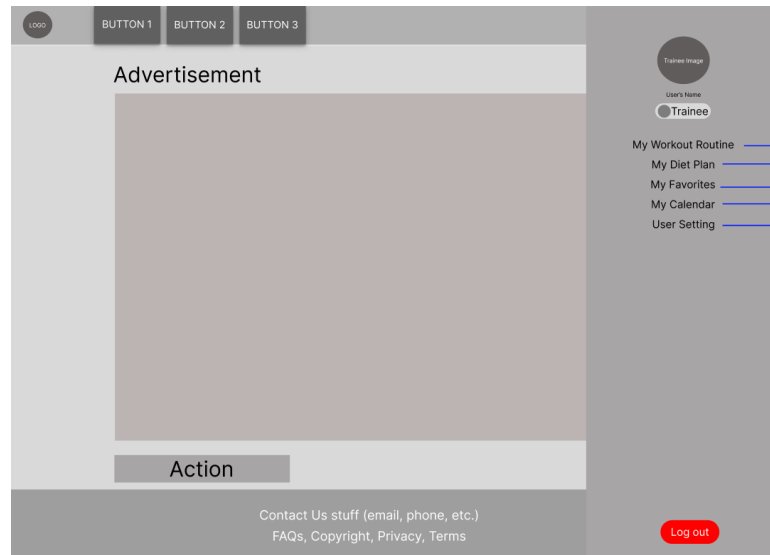 LOGO
BUTTON 1
BUTTON 2
BUTTON 3
Advertisement
Action
Contact Us stuff (email, phone, etc.)
FAQs, Copyright, Privacy, Terms
Trainee Image
User's Name
Trainee
My Workout Routine
My Diet Plan
My Favorites
My Calendar
User Setting
Log out